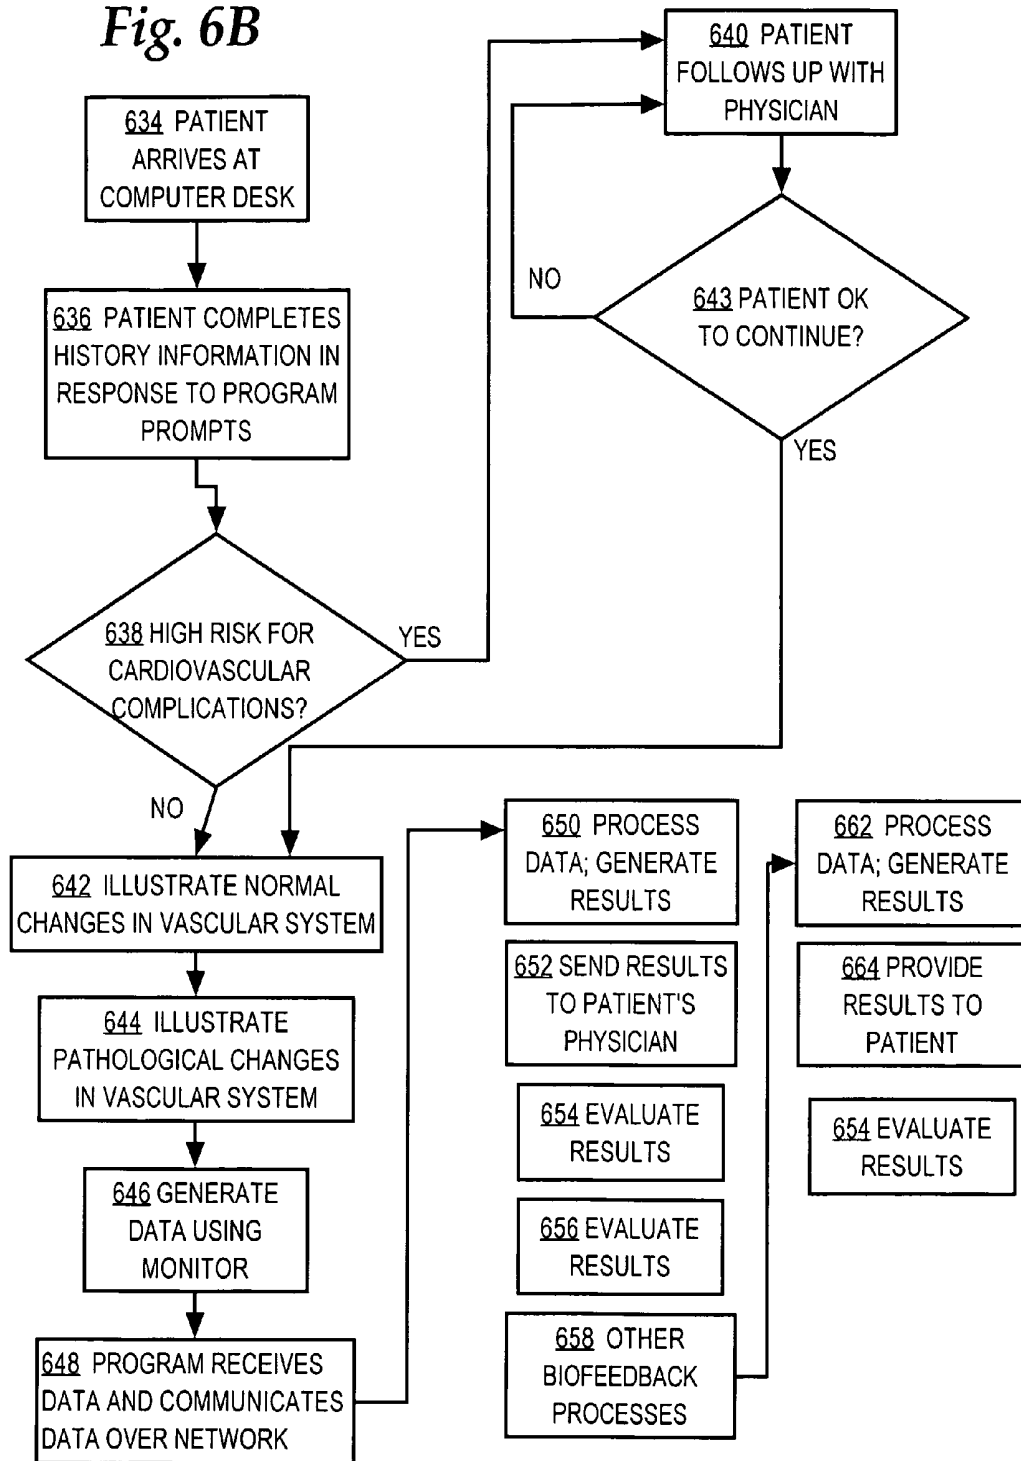 Fig. 6B
634 PATIENT
ARRIVES AT
COMPUTER DESK
636 PATIENT COMPLETES
HISTORY INFORMATION IN
RESPONSE TO PROGRAM
PROMPTS
638 HIGH RISK FOR
CARDIOVASCULAR
COMPLICATIONS?
YES
NO
640 PATIENT
FOLLOWS UP WITH
PHYSICIAN
643 PATIENT OK
TO CONTINUE?
NO
YES
642 ILLUSTRATE NORMAL
CHANGES IN VASCULAR SYSTEM
644 ILLUSTRATE
PATHOLOGICAL CHANGES
IN VASCULAR SYSTEM
646 GENERATE
DATA USING
MONITOR
648 PROGRAM RECEIVES
DATA AND COMMUNICATES
DATA OVER NETWORK
650 PROCESS
DATA; GENERATE
RESULTS
652 SEND RESULTS
TO PATIENT'S
PHYSICIAN
654 EVALUATE
RESULTS
656 EVALUATE
RESULTS
658 OTHER
BIOFEEDBACK
PROCESSES
662 PROCESS
DATA; GENERATE
RESULTS
664 PROVIDE
RESULTS TO
PATIENT
654 EVALUATE
RESULTS